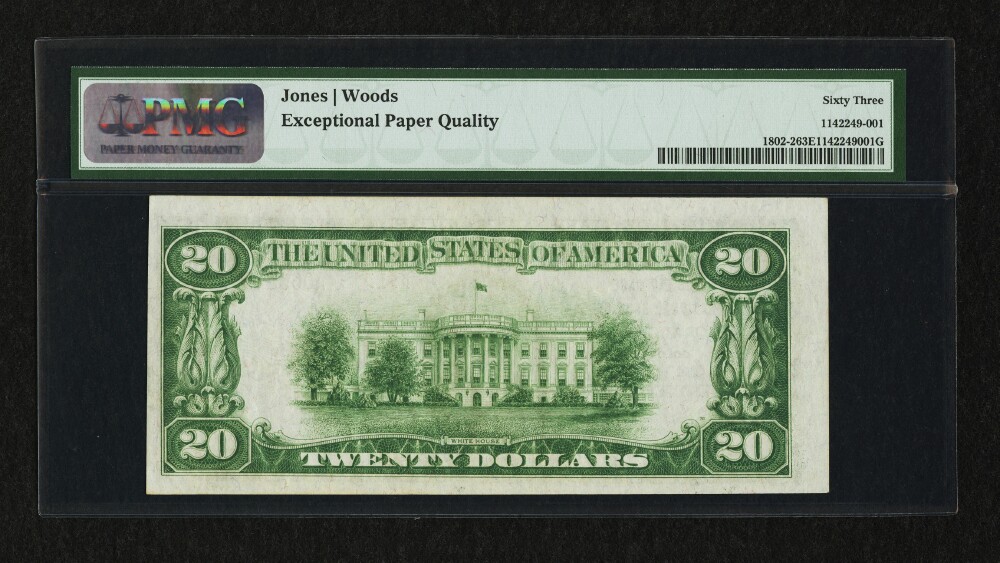 PMG
PAPER MONEY GUARANTY
Jones | Woods
Exceptional Paper Quality
Sixty Three
1142249-001
1802-263E1142249001G
20
THE UNITED STATES OF AMERICA
20
20
WHITE HOUSE
TWENTY DOLLARS
20